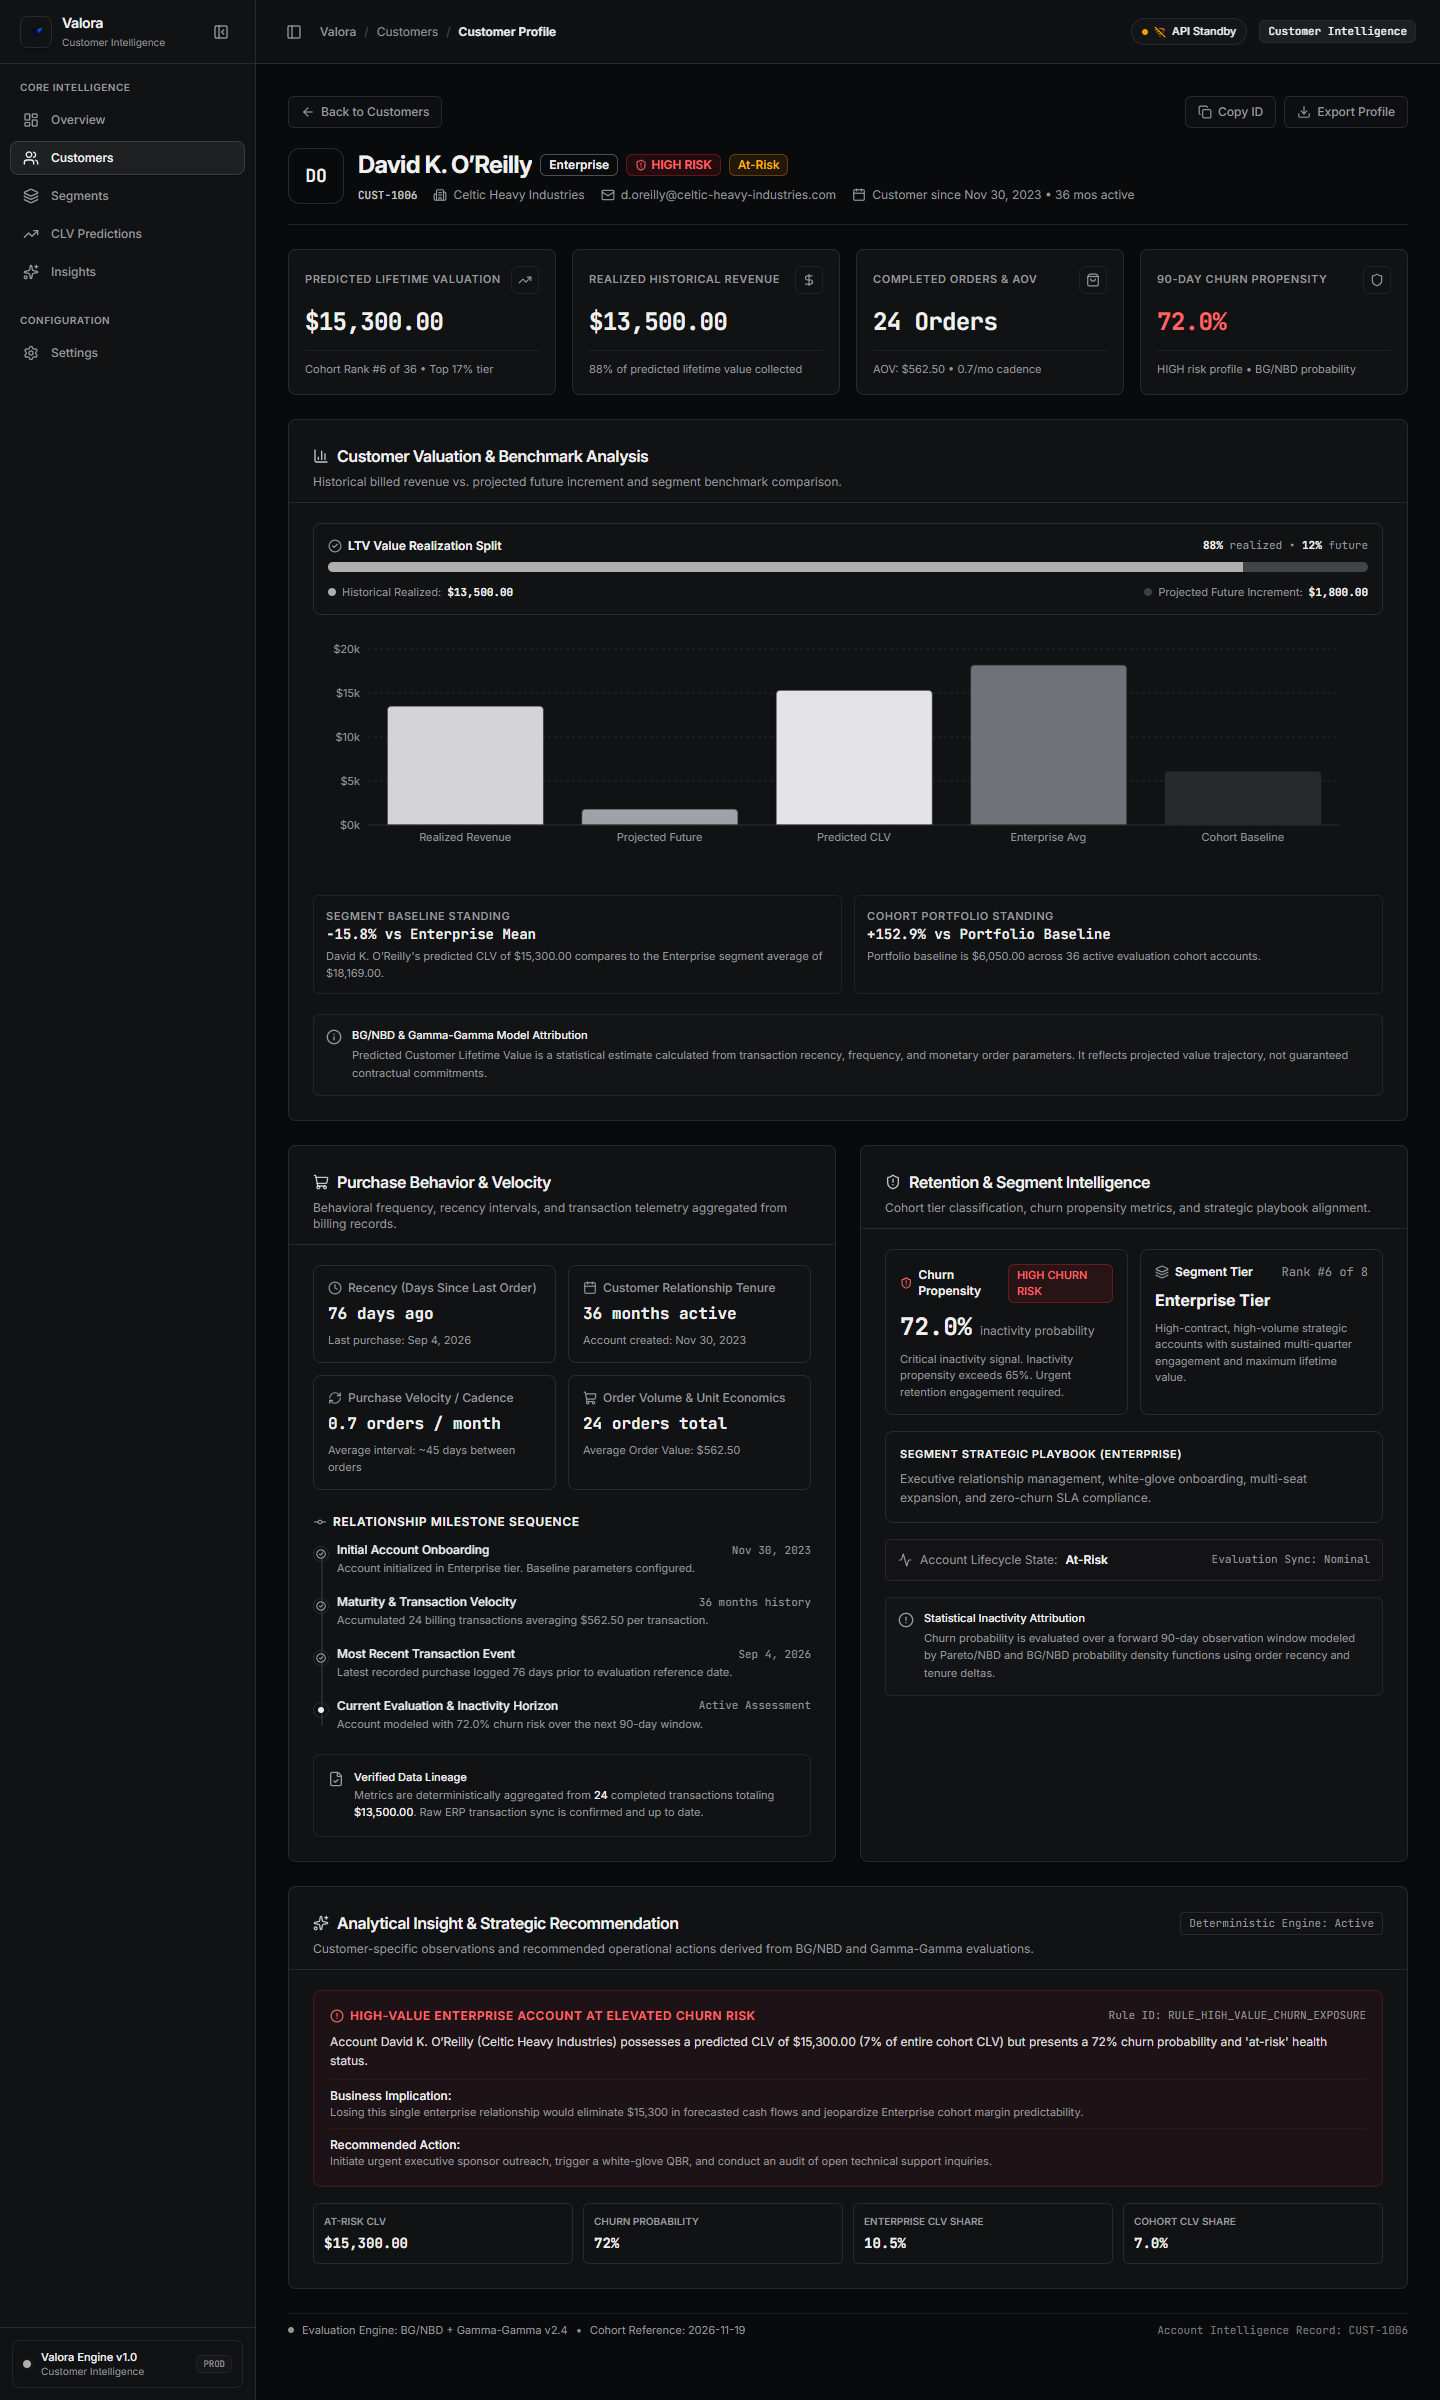 Valora
Customer Intelligence
Valora / Customers / Customer Profile
API Standby
Customer Intelligence
CORE INTELLIGENCE
Overview
Customers
Segments
CLV Predictions
Insights
CONFIGURATION
Settings
Back to Customers
Copy ID
Export Profile
DO
David K. O’Reilly
Enterprise
HIGH RISK
At-Risk
CUST-1006
Celtic Heavy Industries
d.oreilly@celtic-heavy-industries.com
Customer since Nov 30, 2023 • 36 mos active
PREDICTED LIFETIME VALUATION
$15,300.00
Cohort Rank #6 of 36 • Top 17% tier
REALIZED HISTORICAL REVENUE
$13,500.00
88% of predicted lifetime value collected
COMPLETED ORDERS & AOV
24 Orders
AOV: $562.50 • 0.7/mo cadence
90-DAY CHURN PROPENSITY
72.0%
HIGH risk profile • BG/NBD probability
Customer Valuation & Benchmark Analysis
Historical billed revenue vs. projected future increment and segment benchmark comparison.
LTV Value Realization Split
88% realized • 12% future
Historical Realized: $13,500.00
Projected Future Increment: $1,800.00
$20k
$15k
$10k
$5k
$0k
Realized Revenue
Projected Future
Predicted CLV
Enterprise Avg
Cohort Baseline
SEGMENT BASELINE STANDING
-15.8% vs Enterprise Mean
David K. O’Reilly's predicted CLV of $15,300.00 compares to the Enterprise segment average of
$18,169.00.
COHORT PORTFOLIO STANDING
+152.9% vs Portfolio Baseline
Portfolio baseline is $6,050.00 across 36 active evaluation cohort accounts.
BG/NBD & Gamma-Gamma Model Attribution
Predicted Customer Lifetime Value is a statistical estimate calculated from transaction recency, frequency, and monetary order parameters. It reflects projected value trajectory, not guaranteed
contractual commitments.
Purchase Behavior & Velocity
Behavioral frequency, recency intervals, and transaction telemetry aggregated from
billing records.
Recency (Days Since Last Order)
76 days ago
Last purchase: Sep 4, 2026
Customer Relationship Tenure
36 months active
Account created: Nov 30, 2023
Purchase Velocity / Cadence
0.7 orders / month
Average interval: ~45 days between
orders
Order Volume & Unit Economics
24 orders total
Average Order Value: $562.50
RELATIONSHIP MILESTONE SEQUENCE
Initial Account Onboarding
Nov 30, 2023
Account initialized in Enterprise tier. Baseline parameters configured.
Maturity & Transaction Velocity
36 months history
Accumulated 24 billing transactions averaging $562.50 per transaction.
Most Recent Transaction Event
Sep 4, 2026
Latest recorded purchase logged 76 days prior to evaluation reference date.
Current Evaluation & Inactivity Horizon
Active Assessment
Account modeled with 72.0% churn risk over the next 90-day window.
Verified Data Lineage
Metrics are deterministically aggregated from 24 completed transactions totaling
$13,500.00. Raw ERP transaction sync is confirmed and up to date.
Retention & Segment Intelligence
Cohort tier classification, churn propensity metrics, and strategic playbook alignment.
Churn
Propensity
HIGH CHURN
RISK
72.0% inactivity probability
Critical inactivity signal. Inactivity
propensity exceeds 65%. Urgent
retention engagement required.
Segment Tier
Rank #6 of 8
Enterprise Tier
High-contract, high-volume strategic
accounts with sustained multi-quarter
engagement and maximum lifetime
value.
SEGMENT STRATEGIC PLAYBOOK (ENTERPRISE)
Executive relationship management, white-glove onboarding, multi-seat
expansion, and zero-churn SLA compliance.
Account Lifecycle State: At-Risk
Evaluation Sync: Nominal
Statistical Inactivity Attribution
Churn probability is evaluated over a forward 90-day observation window modeled
by Pareto/NBD and BG/NBD probability density functions using order recency and
tenure deltas.
Analytical Insight & Strategic Recommendation
Deterministic Engine: Active
Customer-specific observations and recommended operational actions derived from BG/NBD and Gamma-Gamma evaluations.
HIGH-VALUE ENTERPRISE ACCOUNT AT ELEVATED CHURN RISK
Rule ID: RULE_HIGH_VALUE_CHURN_EXPOSURE
Account David K. O’Reilly (Celtic Heavy Industries) possesses a predicted CLV of $15,300.00 (7% of entire cohort CLV) but presents a 72% churn probability and 'at-risk' health
status.
Business Implication:
Losing this single enterprise relationship would eliminate $15,300 in forecasted cash flows and jeopardize Enterprise cohort margin predictability.
Recommended Action:
Initiate urgent executive sponsor outreach, trigger a white-glove QBR, and conduct an audit of open technical support inquiries.
AT-RISK CLV
$15,300.00
CHURN PROBABILITY
72%
ENTERPRISE CLV SHARE
10.5%
COHORT CLV SHARE
7.0%
Evaluation Engine: BG/NBD + Gamma-Gamma v2.4 • Cohort Reference: 2026-11-19
Account Intelligence Record: CUST-1006
Valora Engine v1.0
Customer Intelligence
PROD